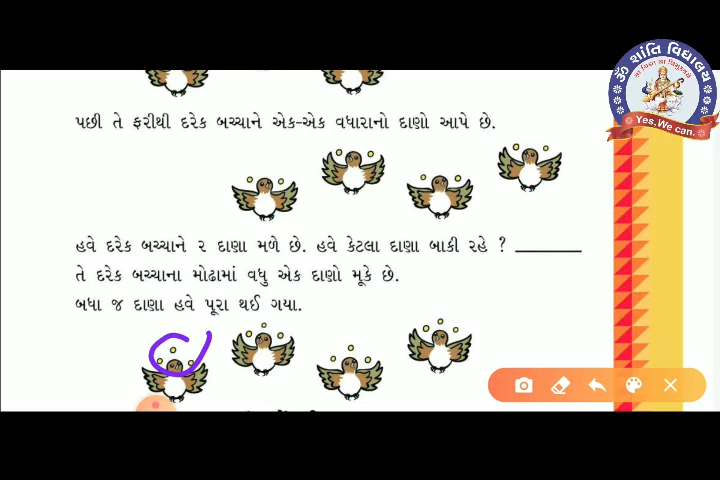 ૐ શાંતિ વિદ્યાલય
Yes, We can.
પછી તે ફરીથી દરેક બચ્ચાને એક-એક વધારાનો દાણો આપે છે.
હવે દરેક બચ્ચાને ૨ દાણા મળે છે. હવે કેટલા દાણા બાકી રહે ? ________
તે દરેક બચ્ચાના મોઢામાં વધુ એક દાણો મૂકે છે.
બધા જ દાણા હવે પૂરા થઈ ગયા.